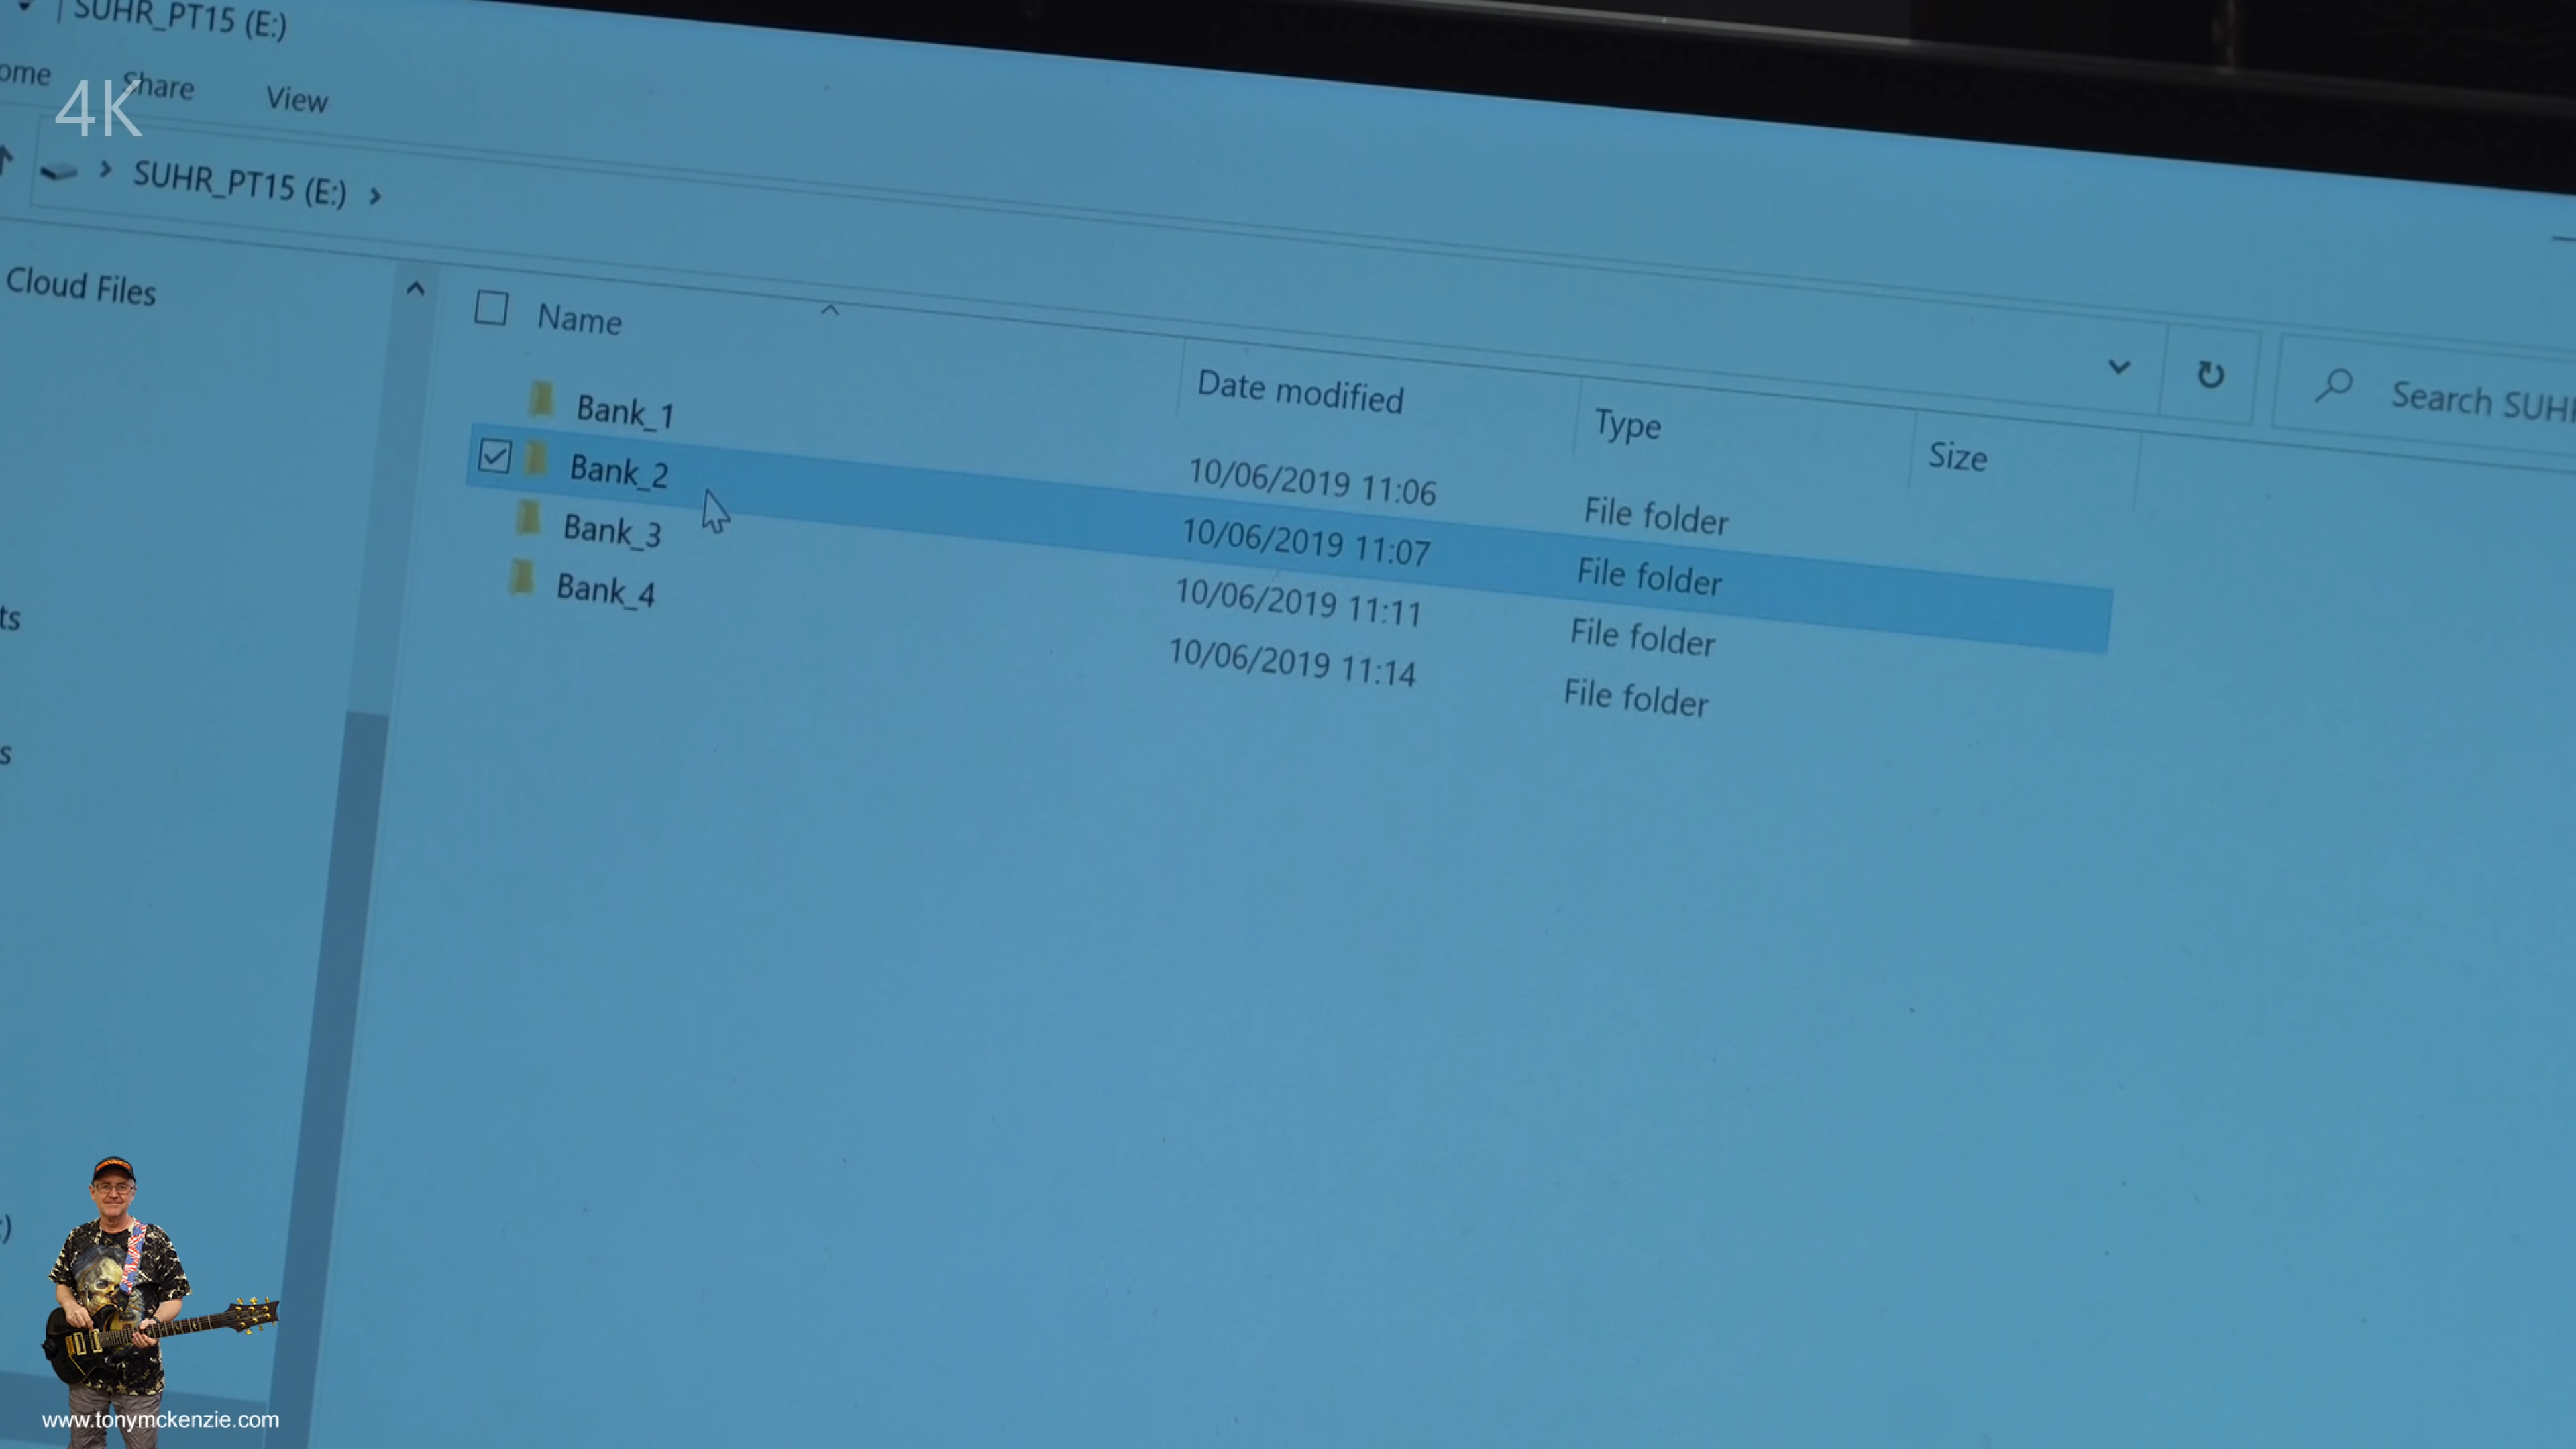 SUHR_PT15 (E:)
ome Share View
4K
SUHR_PT15 (E:)
Search SUH
Cloud Files
Name Date modified Type Size
Bank_1 10/06/2019 11:06 File folder
Bank_2 10/06/2019 11:07 File folder
Bank_3 10/06/2019 11:11 File folder
Bank_4 10/06/2019 11:14 File folder
ts
s
:)
www.tonymckenzie.com